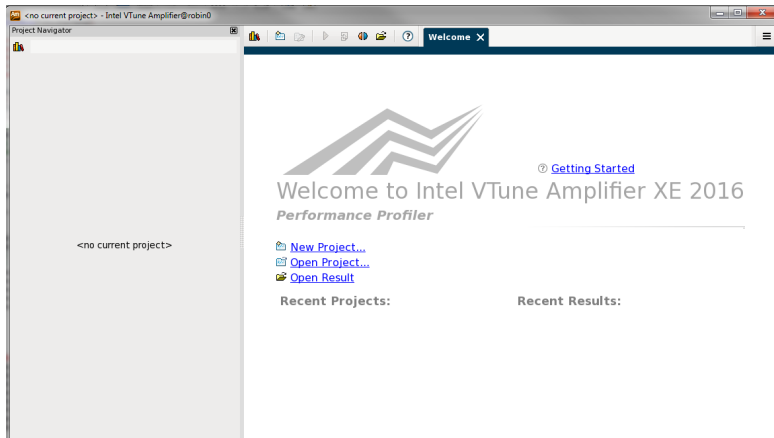 <no current project> - Intel VTune Amplifier@robin0
Project Navigator
Welcome
<no current project>
Getting Started
Welcome to Intel VTune Amplifier XE 2016
Performance Profiler
New Project...
Open Project...
Open Result
Recent Projects: Recent Results: